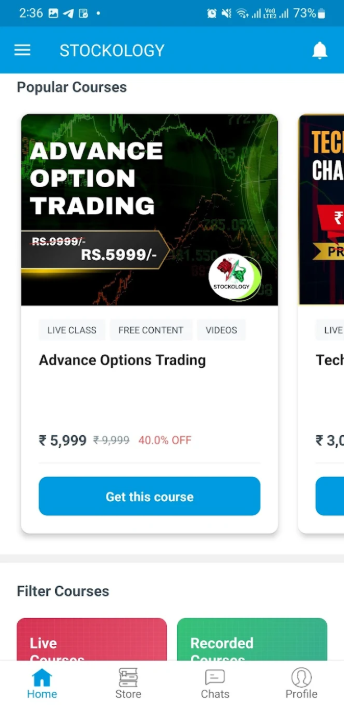 2:36
73%
STOCKOLOGY
Popular Courses
ADVANCE
OPTION
TRADING
RS.9999/-
RS.5999/-
STOCKOLOGY
TECH
CHA
₹
PR
LIVE CLASS
FREE CONTENT
VIDEOS
LIVE
Advance Options Trading
Tech
₹ 5,999 ₹ 9,999 40.0% OFF
₹ 3,0
Get this course
Filter Courses
Live
Courses
Recorded
Courses
Home
Store
Chats
Profile